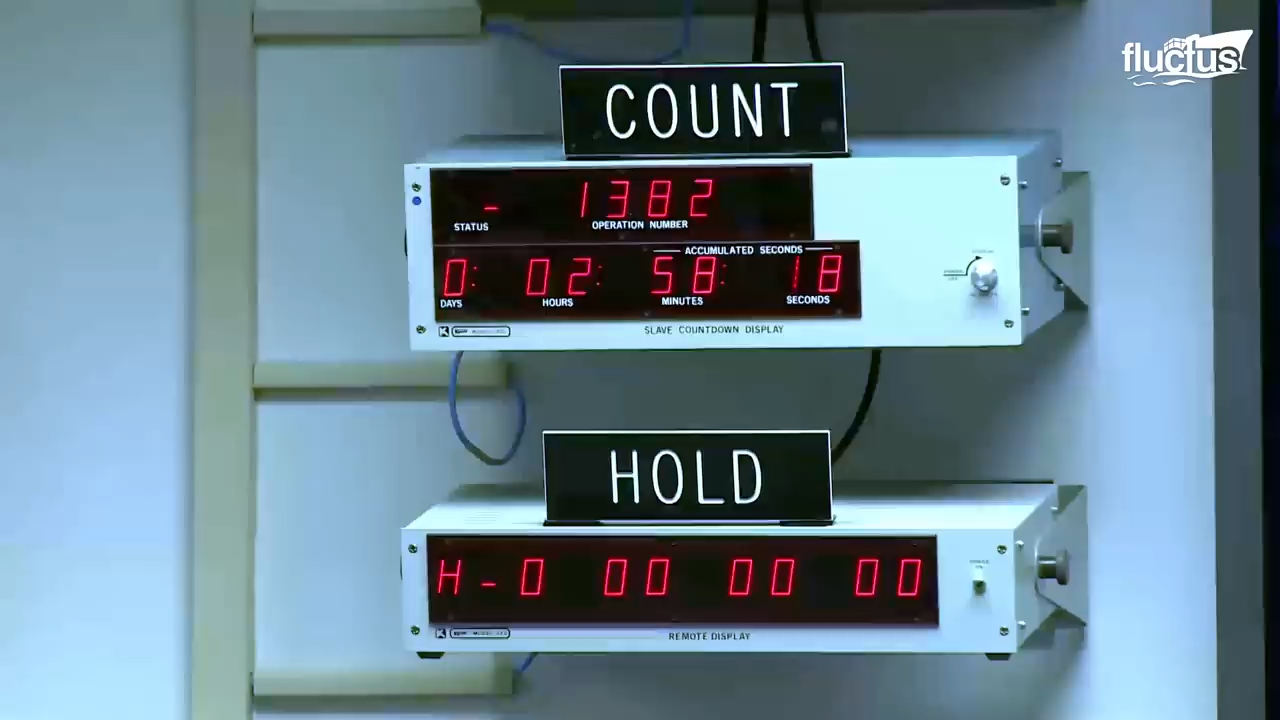 fluctus
COUNT
- 1382
STATUS OPERATION NUMBER
ACCUMULATED SECONDS
0: 02: 58: 18
DAYS HOURS MINUTES SECONDS
K
SLAVE COUNTDOWN DISPLAY
HOLD
H-0 00 00 00
K
REMOTE DISPLAY